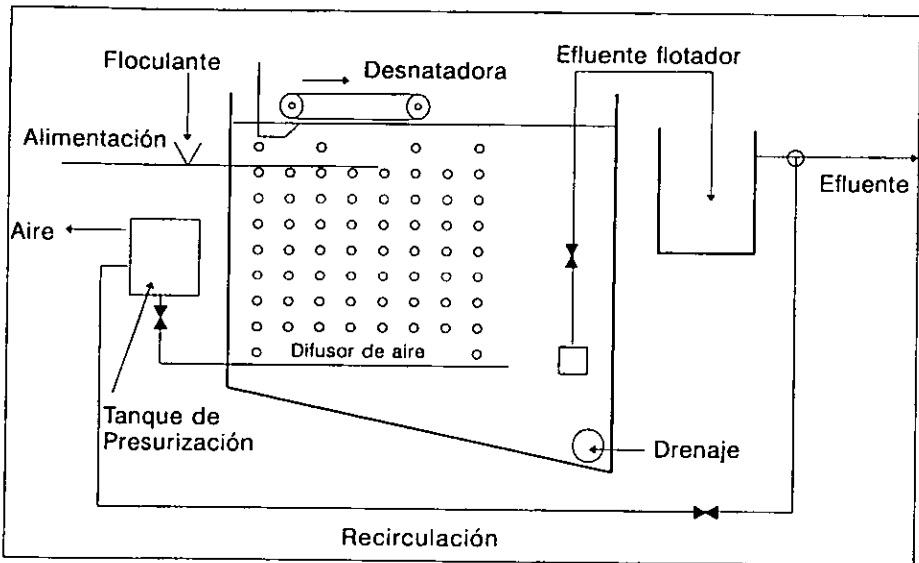 Floculante
Desnatadora
Efluente flotador
Alimentación
Efluente
Aire
Difusor de aire
Tanque de
Presurización
Drenaje
Recirculación